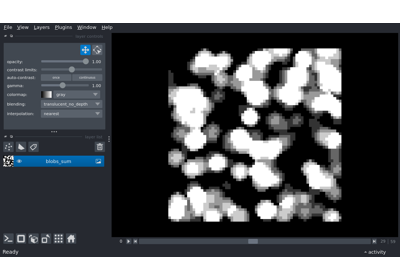 File View Layers Plugins Window Help
opacity: 1.00
contrast limits:
auto-contrast: once continuous
gamma: 1.00
colormap: gray
blending: translucent_no_depth
interpolation: nearest
blobs_sum
Ready
activity